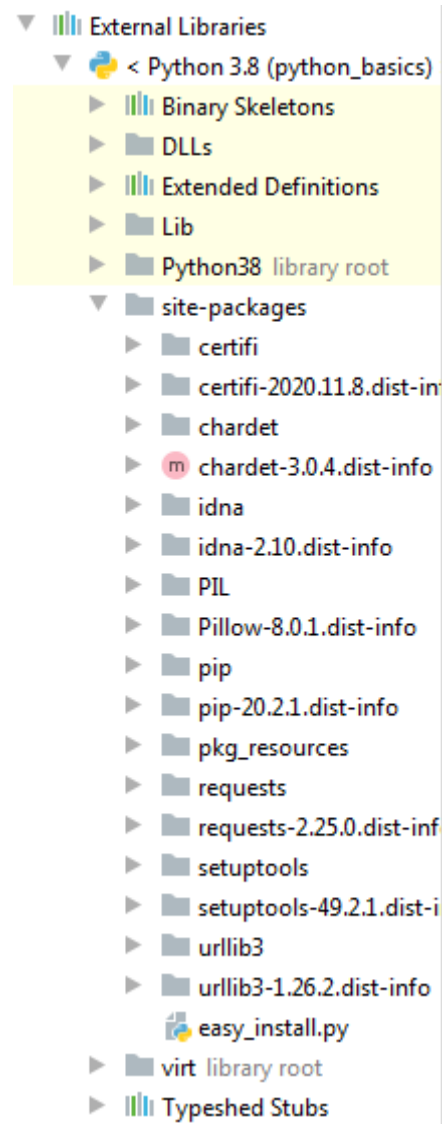 External Libraries
< Python 3.8 (python_basics)
Binary Skeletons
DLLs
Extended Definitions
Lib
Python38 library root
site-packages
certifi
certifi-2020.11.8.dist-in
chardet
m chardet-3.0.4.dist-info
idna
idna-2.10.dist-info
PIL
Pillow-8.0.1.dist-info
pip
pip-20.2.1.dist-info
pkg_resources
requests
requests-2.25.0.dist-inf
setuptools
setuptools-49.2.1.dist-i
urllib3
urllib3-1.26.2.dist-info
easy_install.py
virt library root
Typeshed Stubs